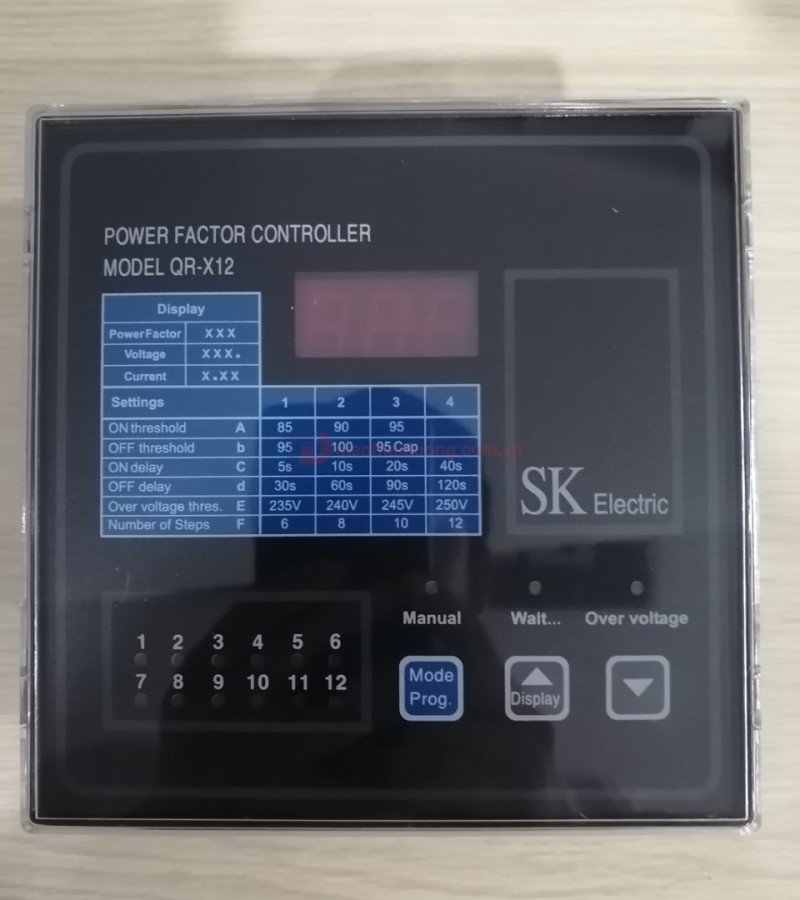 POWER FACTOR CONTROLLER
MODEL QR-X12
Display
Power Factor XXX
Voltage XXX.
Current X.XX
Settings 1 2 3 4
ON threshold A 85 90 95
OFF threshold b 95 100 95 Cap
ON delay C 5s 10s 20s 40s
OFF delay d 30s 60s 90s 120s
Over voltage thres. E 235V 240V 245V 250V
Number of Steps F 6 8 10 12
SK Electric
1 2 3 4 5 6
7 8 9 10 11 12
Manual Wait... Over voltage
Mode
Prog.
Display